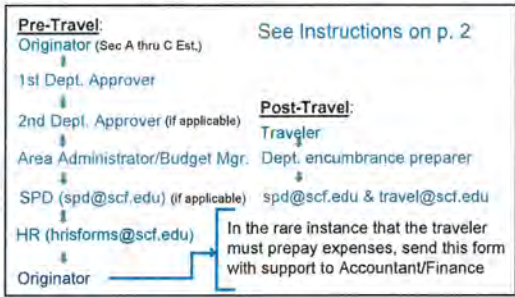 Pre-Travel:
Originator (Sec A thru C Est.)
1st Dept. Approver
2nd Dept. Approver (if applicable)
Area Administrator/Budget Mgr.
SPD (spd@scf.edu) (if applicable)
HR (hrisforms@scf.edu)
Originator
See Instructions on p. 2
Post-Travel:
Traveler
Dept. encumbrance preparer
spd@scf.edu & travel@scf.edu
In the rare instance that the traveler
must prepay expenses, send this form
with support to Accountant/Finance